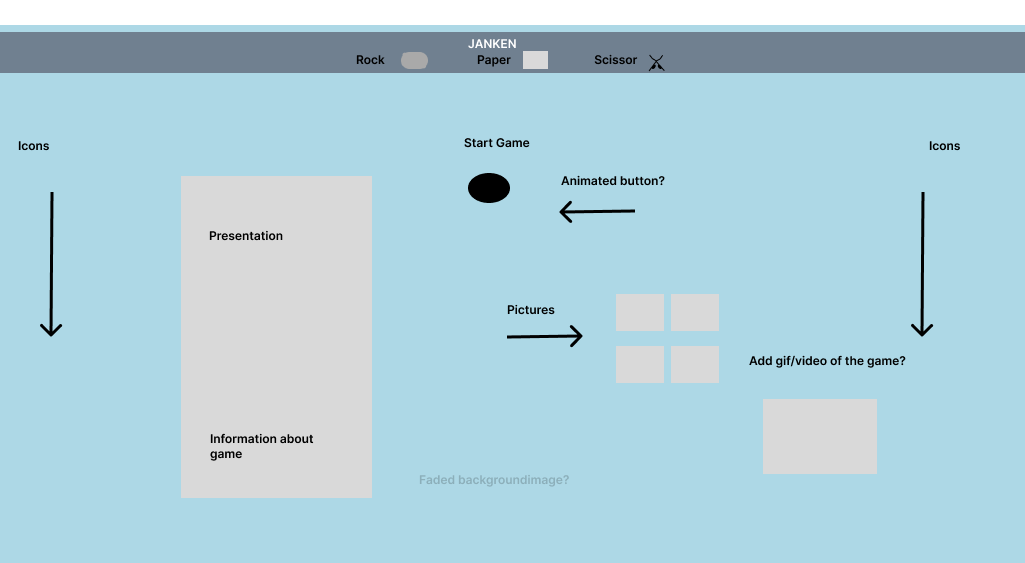 JANKEN
Rock
Paper
Scissor
Start Game
Icons
Icons
Animated button?
Presentation
Pictures
Add gif/video of the game?
Information about
game
Faded backgroundimage?